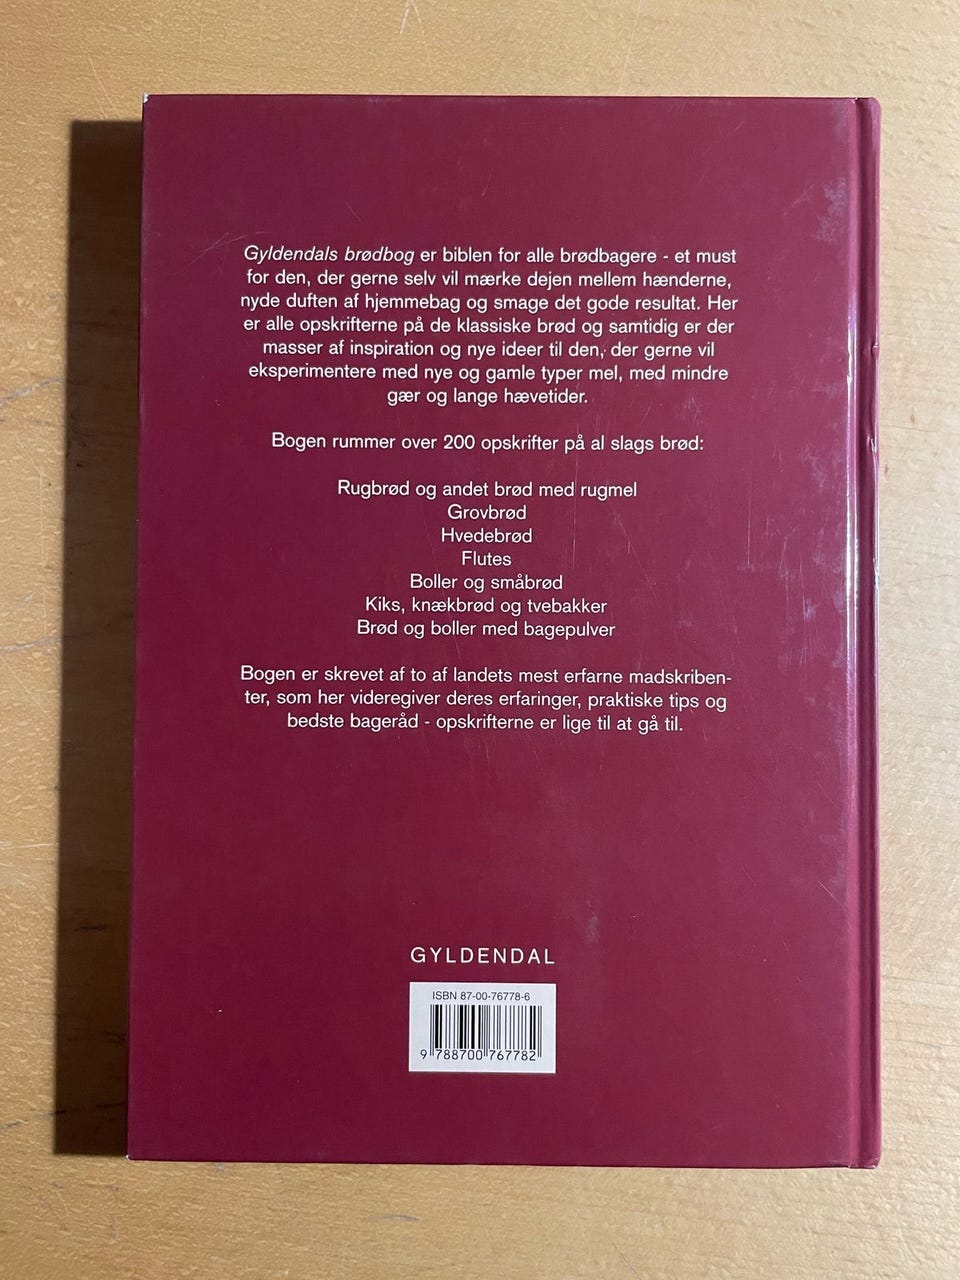 Gyldendals brødbog er biblen for alle brødbagere - et must
for den, der gerne selv vil mærke dejen mellem hænderne,
nyde duften af hjemmebag og smage det gode resultat. Her
er alle opskrifterne på de klassiske brød og samtidig er der
masser af inspiration og nye ideer til den, der gerne vil
eksperimentere med nye og gamle typer mel, med mindre
gær og lange hævetider.
Bogen rummer over 200 opskrifter på al slags brød:
Rugbrød og andet brød med rugmel
Grovbrød
Hvedebrød
Flutes
Boller og småbrød
Kiks, knækbrød og tvebakker
Brød og boller med bagepulver
Bogen er skrevet af to af landets mest erfarne madskriben-
ter, som her videregiver deres erfaringer, praktiske tips og
bedste bageråd - opskrifterne er lige til at gå til.
GYLDENDAL
ISBN 87-00-76778-6
9 788700 767782